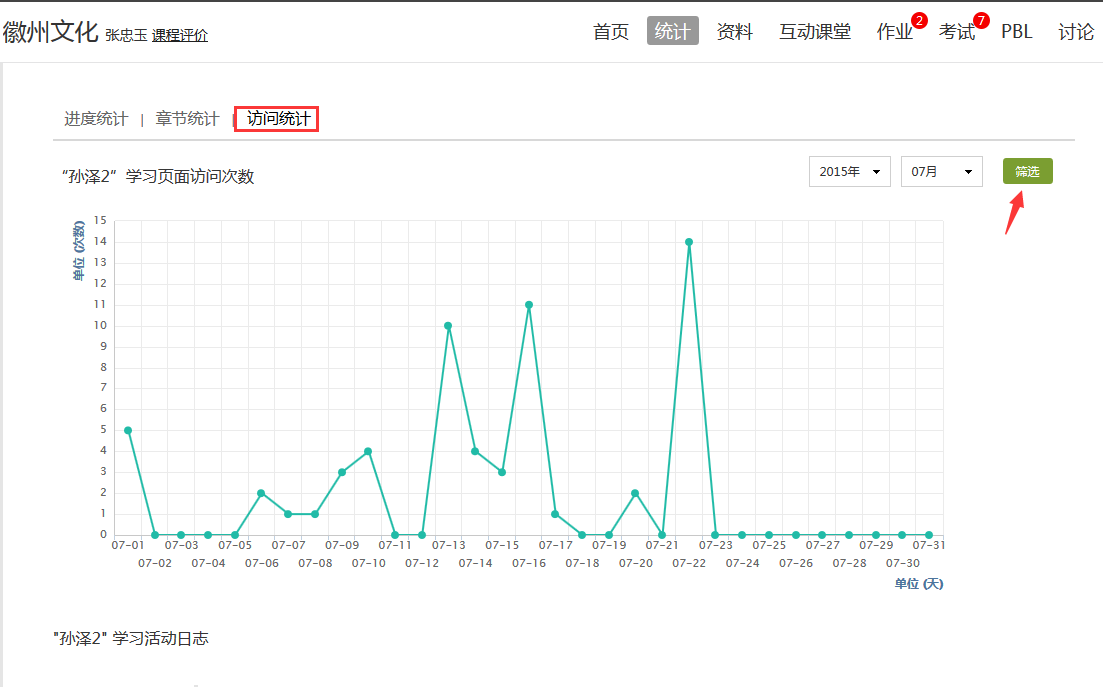 徽州文化 张忠玉 课程评价 首页 统计 资料 互动课堂 作业 2 考试 7 PBL 讨论
进度统计 | 章节统计 | 访问统计
“孙泽2“ 学习页面访问次数 2015年 07月 筛选
单位 (次数)
15
14
13
12
11
10
9
8
7
6
5
4
3
2
1
0
07-01 07-03 07-05 07-07 07-09 07-11 07-13 07-15 07-17 07-19 07-21 07-23 07-25 07-27 07-29 07-31
07-02 07-04 07-06 07-08 07-10 07-12 07-14 07-16 07-18 07-20 07-22 07-24 07-26 07-28 07-30
单位 (天)
"孙泽2" 学习活动日志